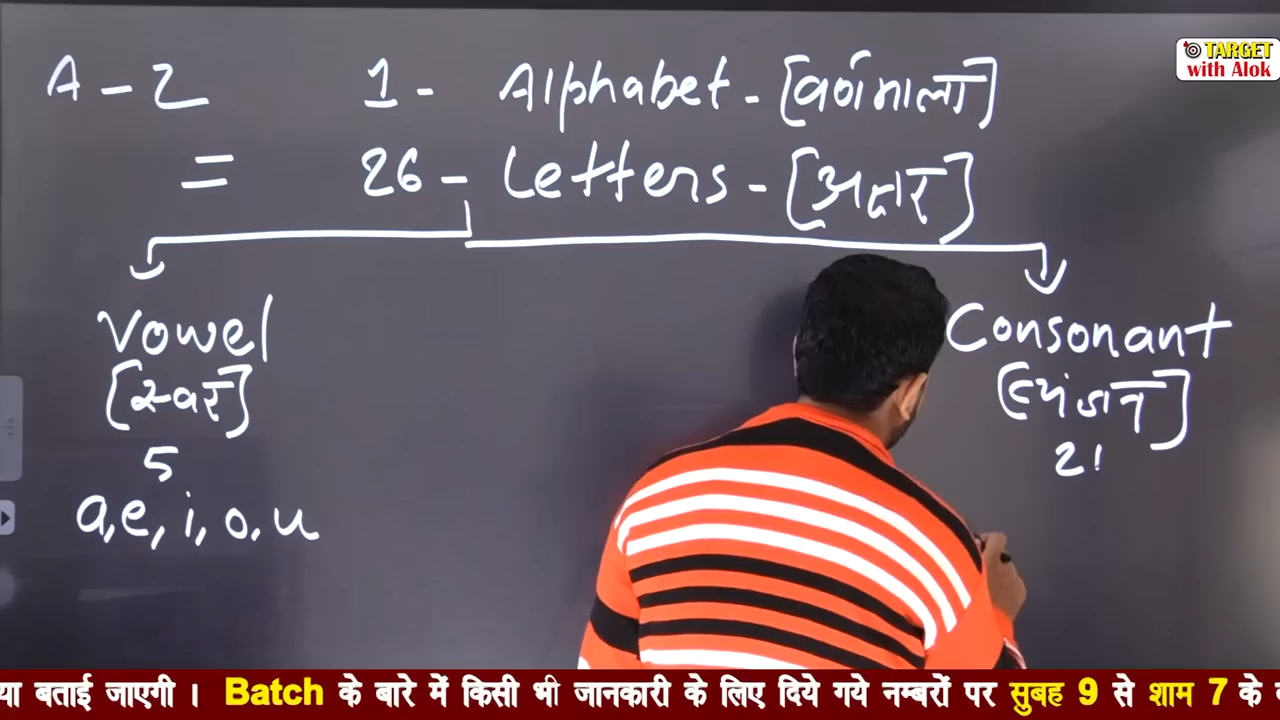 TARGET
with Alok
A - Z 1 - Alphabet - [वर्णमाला]
= 26 - Letters - [अक्षर]
Vowel
[स्वर]
5
a, e, i, o, u
Consonant
[व्यंजन]
21
या बताई जाएगी । Batch के बारे में किसी भी जानकारी के लिए दिये गये नम्बरों पर सुबह 9 से शाम 7 के